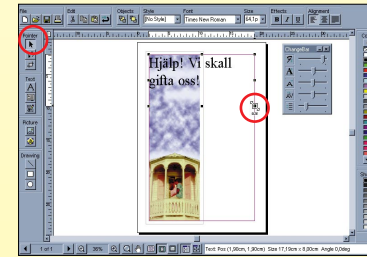 File Edit Objects Style Font Size Effects Alignment
[No Style] Times New Roman 64.1p B I U
Pointer
ChangeBar
Hjälp! Vi skall
gifta oss!
Text
Picture
Drawing
1 of 1 36% Text: Pos (1,90cm, 1,90cm) Size 17,19cm x 8,00cm Angle 0,0deg